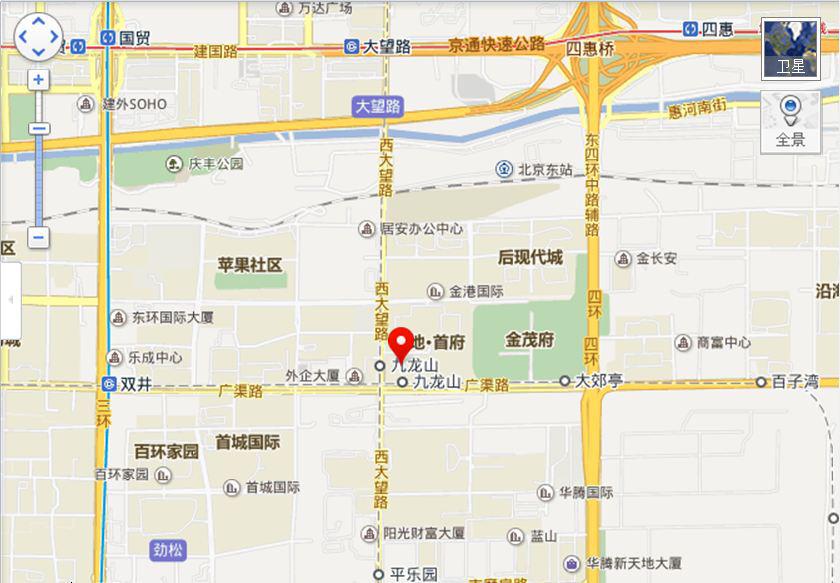 万达广场
国贸
四惠
建国路
大望路
京通快速公路
四惠桥
卫星
建外SOHO
大望路
惠河南街
全景
庆丰公园
西大望路
北京东站
东四环中路辅路
居安办公中心
苹果社区
后现代城
金长安
区
金港国际
西大望路
四环
沿海
东环国际大厦
地·首府
金茂府
商富中心
城
乐成中心
四环
九龙山
外企大厦
双井
广渠路
九龙山
广渠路
大郊亭
百子湾
三环
百环家园
首城国际
百环家园
首城国际
西大望路
华腾国际
阳光财富大厦
蓝山
劲松
华腾新天地大厦
平乐园